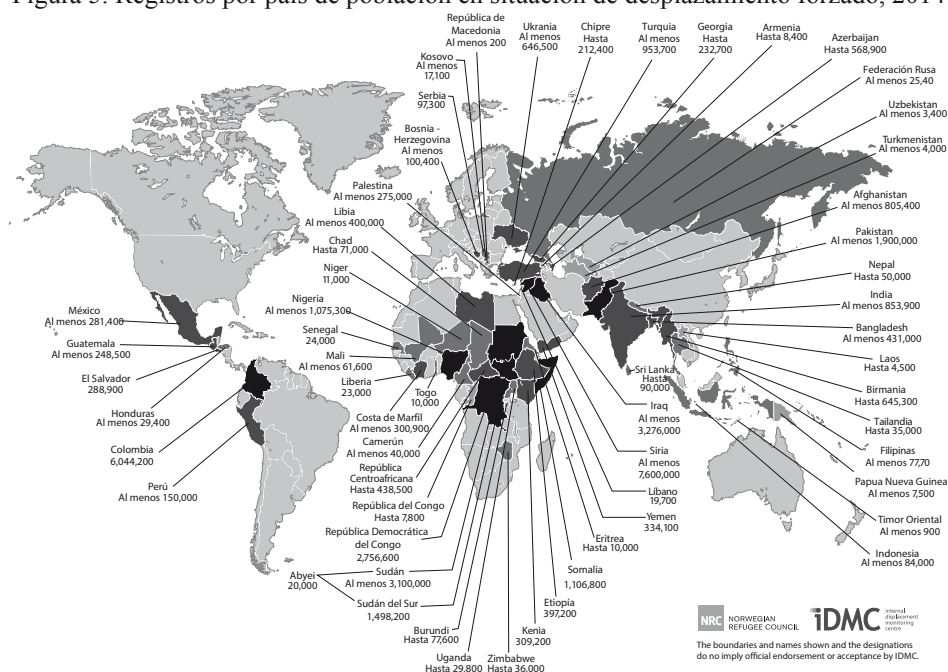 Figura 5. Registros por país de población en situación de desplazamiento forzado, 2014
República de
Macedonia
Al menos 200
Ukrania
Al menos
646,500
Chipre
Hasta
212,400
Turquia
Al menos
953,700
Georgia
Hasta
232,700
Armenia
Hasta 8,400
Azerbaijan
Hasta 568,900
Kosovo
Al menos
17,100
Federación Rusa
Al menos 25,40
Serbia
97,300
Uzbekistan
Al menos 3,400
Bosnia -
Herzegovina
Al menos
100,400
Turkmenistan
Al menos 4,000
Palestina
Al menos 275,000
Afghanistan
Al menos 805,400
Libia
Al menos 400,000
Pakistan
Al menos 1,900,000
Chad
Hasta 71,000
Nepal
Hasta 50,000
Niger
11,000
India
Al menos 853,900
Nigeria
Al menos 1,075,300
México
Al menos 281,400
Bangladesh
Al menos 431,000
Senegal
24,000
Guatemala
Al menos 248,500
Laos
Hasta 4,500
Mali
Al menos 61,600
Sri Lanka
Hasta
90,000
El Salvador
288,900
Liberia
23,000
Togo
10,000
Birmania
Hasta 645,300
Iraq
Al menos
3,276,000
Honduras
Al menos 29,400
Costa de Marfíl
Al menos 300,900
Tailandia
Hasta 35,000
Colombia
6,044,200
Camerún
Al menos 40,000
Siria
Al menos
7,600,000
Filipinas
Al menos 77,70
República
Centroafricana
Hasta 438,500
Perú
Al menos 150,000
Papua Nueva Guinea
Al menos 7,500
Líbano
19,700
República del Congo
Hasta 7,800
Yemen
334,100
Timor Oriental
Al menos 900
República Democrática
del Congo
2,756,600
Eritrea
Hasta 10,000
Indonesia
Al menos 84,000
Abyei
20,000
Sudán
Al menos 3,100,000
Somalia
1,106,800
Sudán del Sur
1,498,200
Etiopía
397,200
Burundi
Hasta 77,600
Kenia
309,200
Uganda
Hasta 29,800
Zimbabwe
Hasta 36,000
NRC NORWEGIAN
REFUGEE COUNCIL
iDMC
internal
displacement
monitoring
centre
The boundaries and names shown and the designations
do no imply official endorsement or acceptance by IDMC.